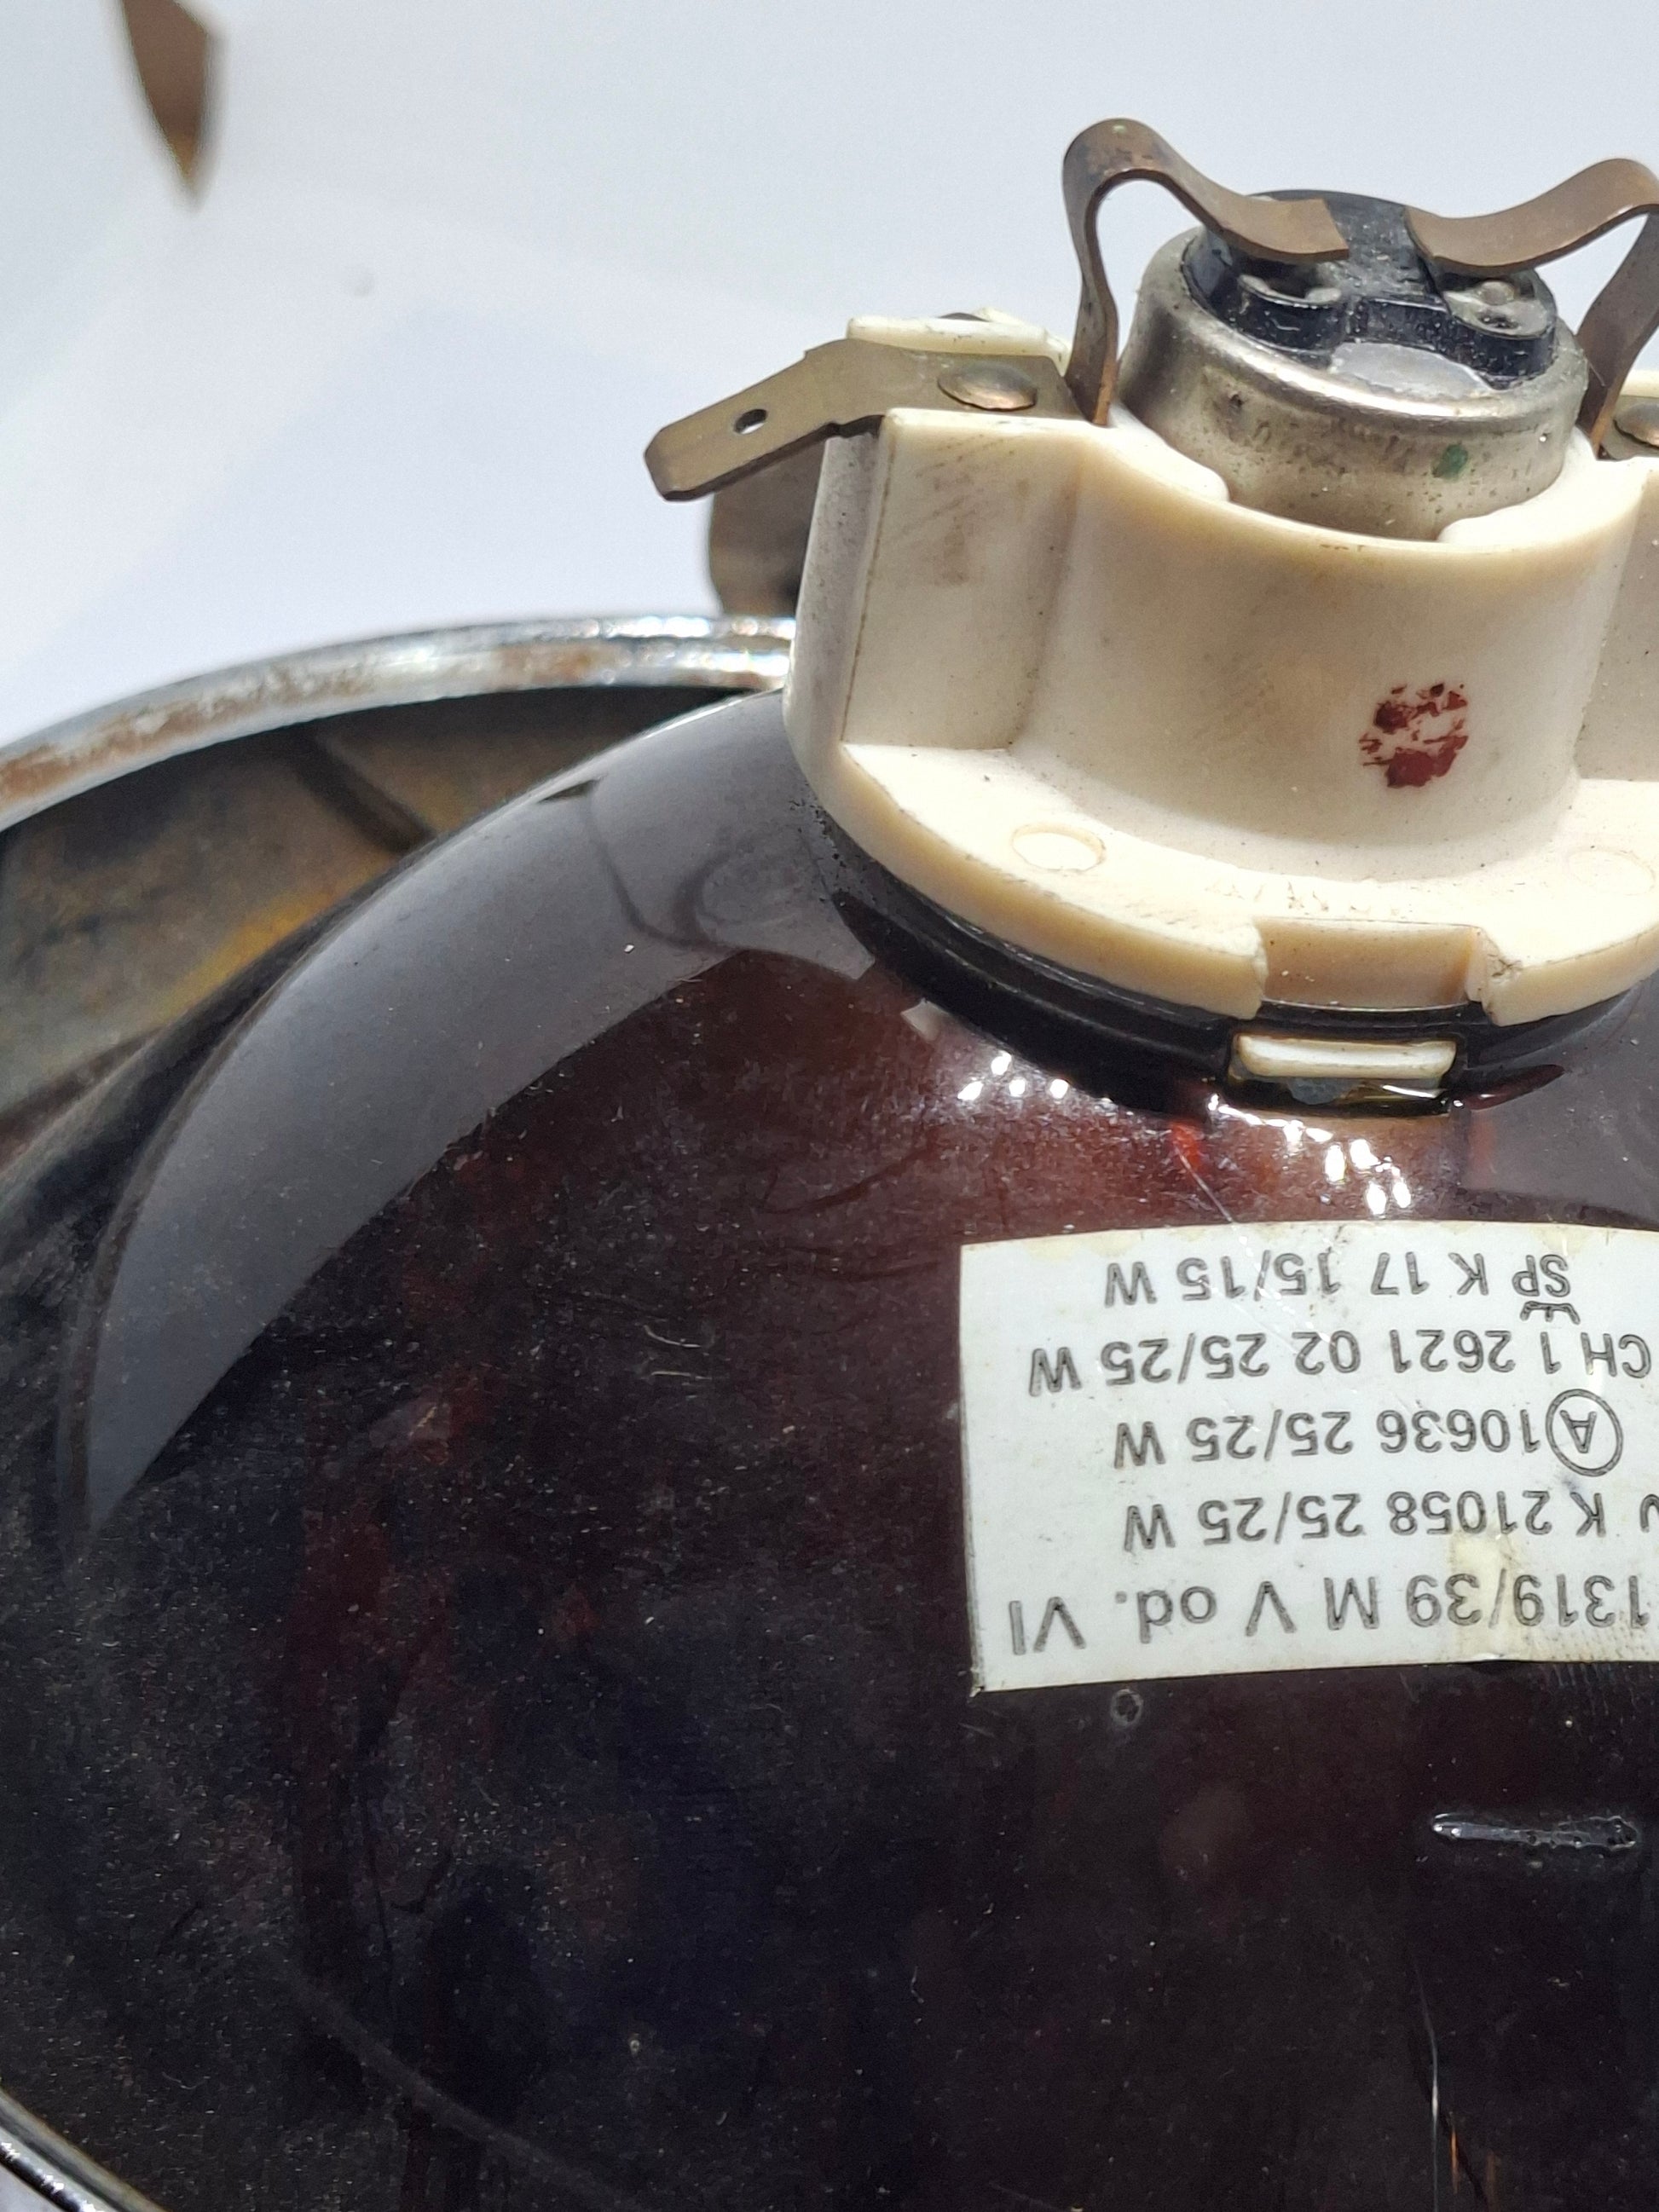 1319/39 M V od. VI
K 21058 25/25 W
Ⓐ10636 25/25 W
CH 1 2621 02 25/25 W
SP K 17 15/15 W